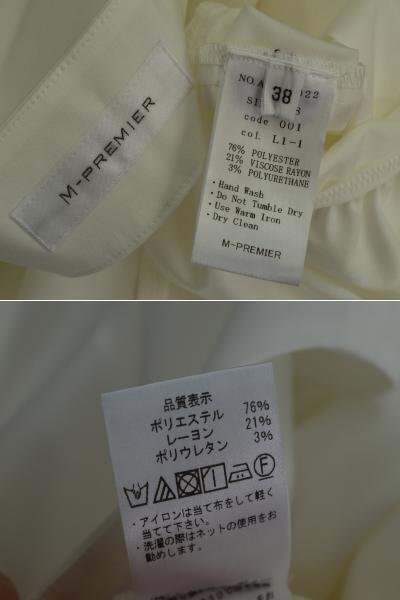 M-PREMIER
38
NO.A 022
code 001
col. L1-1
76% POLYESTER
21% VISCOSE RAYON
3% POLYURETHANE
・Hand Wash
・Do Not Tumble Dry
・Use Warm Iron
・Dry Clean
M-PREMIER
品質表示
ポリエステル 76%
レーヨン 21%
ポリウレタン 3%
F
・アイロンは当て布をして軽く
当てて下さい。
・洗濯の際はネットの使用をお
勧めします。